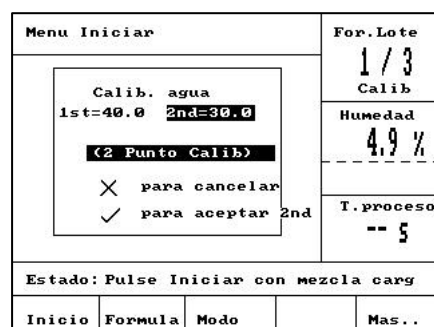 Menu Iniciar
For.Lote
1 / 3
Calib
Calib. agua
1st=40.0 2nd=30.0
(2 Punto Calib)
para cancelar
para aceptar 2nd
Humedad
4.9 %
T.proceso
-- s
Estado: Pulse Iniciar con mezcla carg
Inicio Formula Modo Mas..